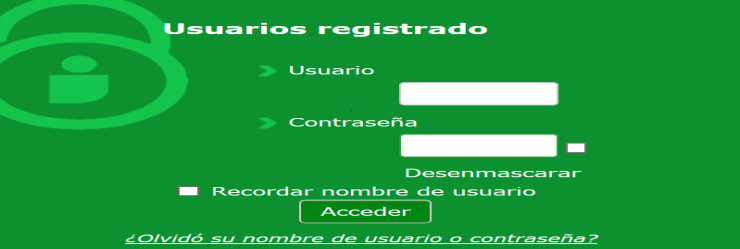 Usuarios registrado
Usuario
Contraseña
Desenmascarar
Recordar nombre de usuario
Acceder
¿Olvidó su nombre de usuario o contraseña?